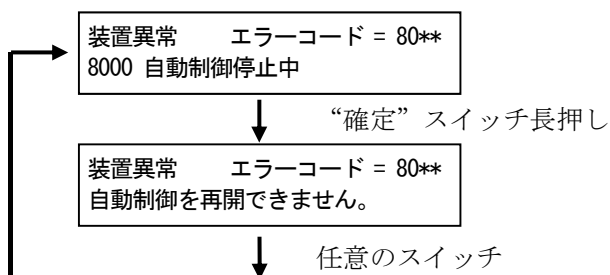 装置異常 エラーコード = 80**
8000 自動制御停止中
“確定”スイッチ長押し
装置異常 エラーコード = 80**
自動制御を再開できません。
任意のスイッチ